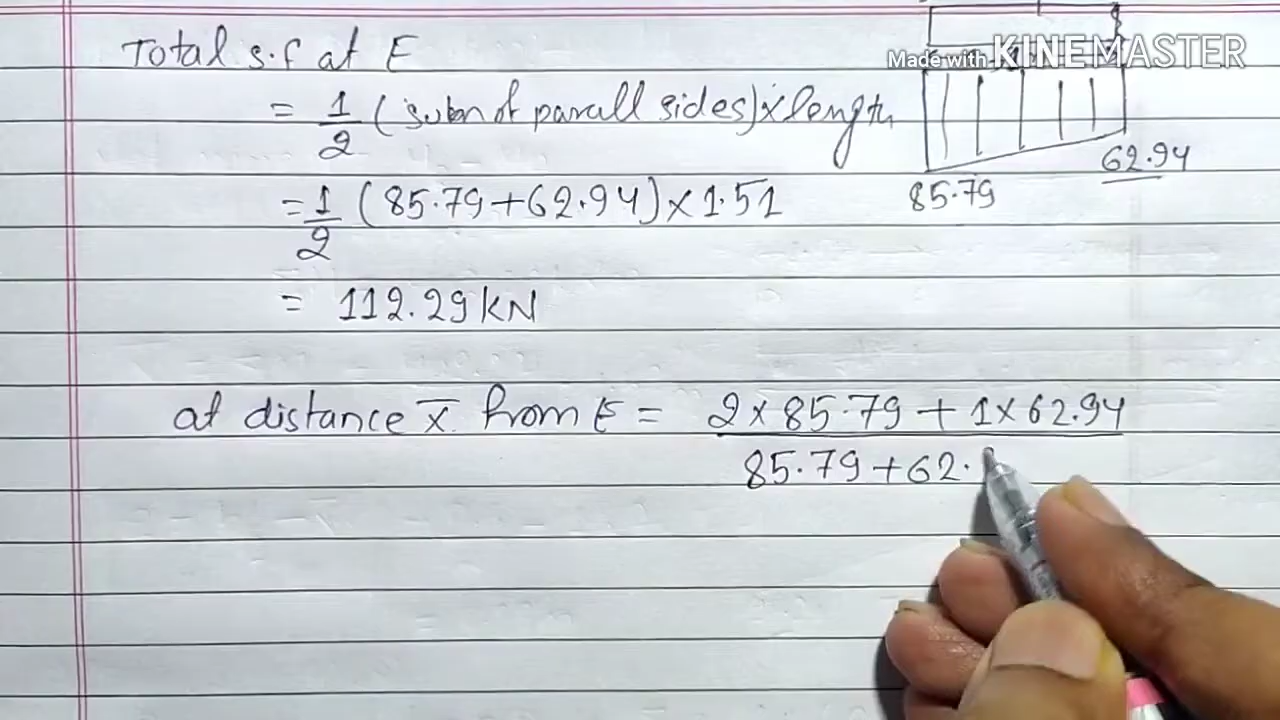 Total s.f at E
Made with KINEMASTER
= 1/2 (sum of parall sides) × length
62.94
85.79
= 1/2 (85.79 + 62.94) × 1.51
= 112.29 KN
at distance x̅ from E = 2 × 85.79 + 1 × 62.94
85.79 + 62.